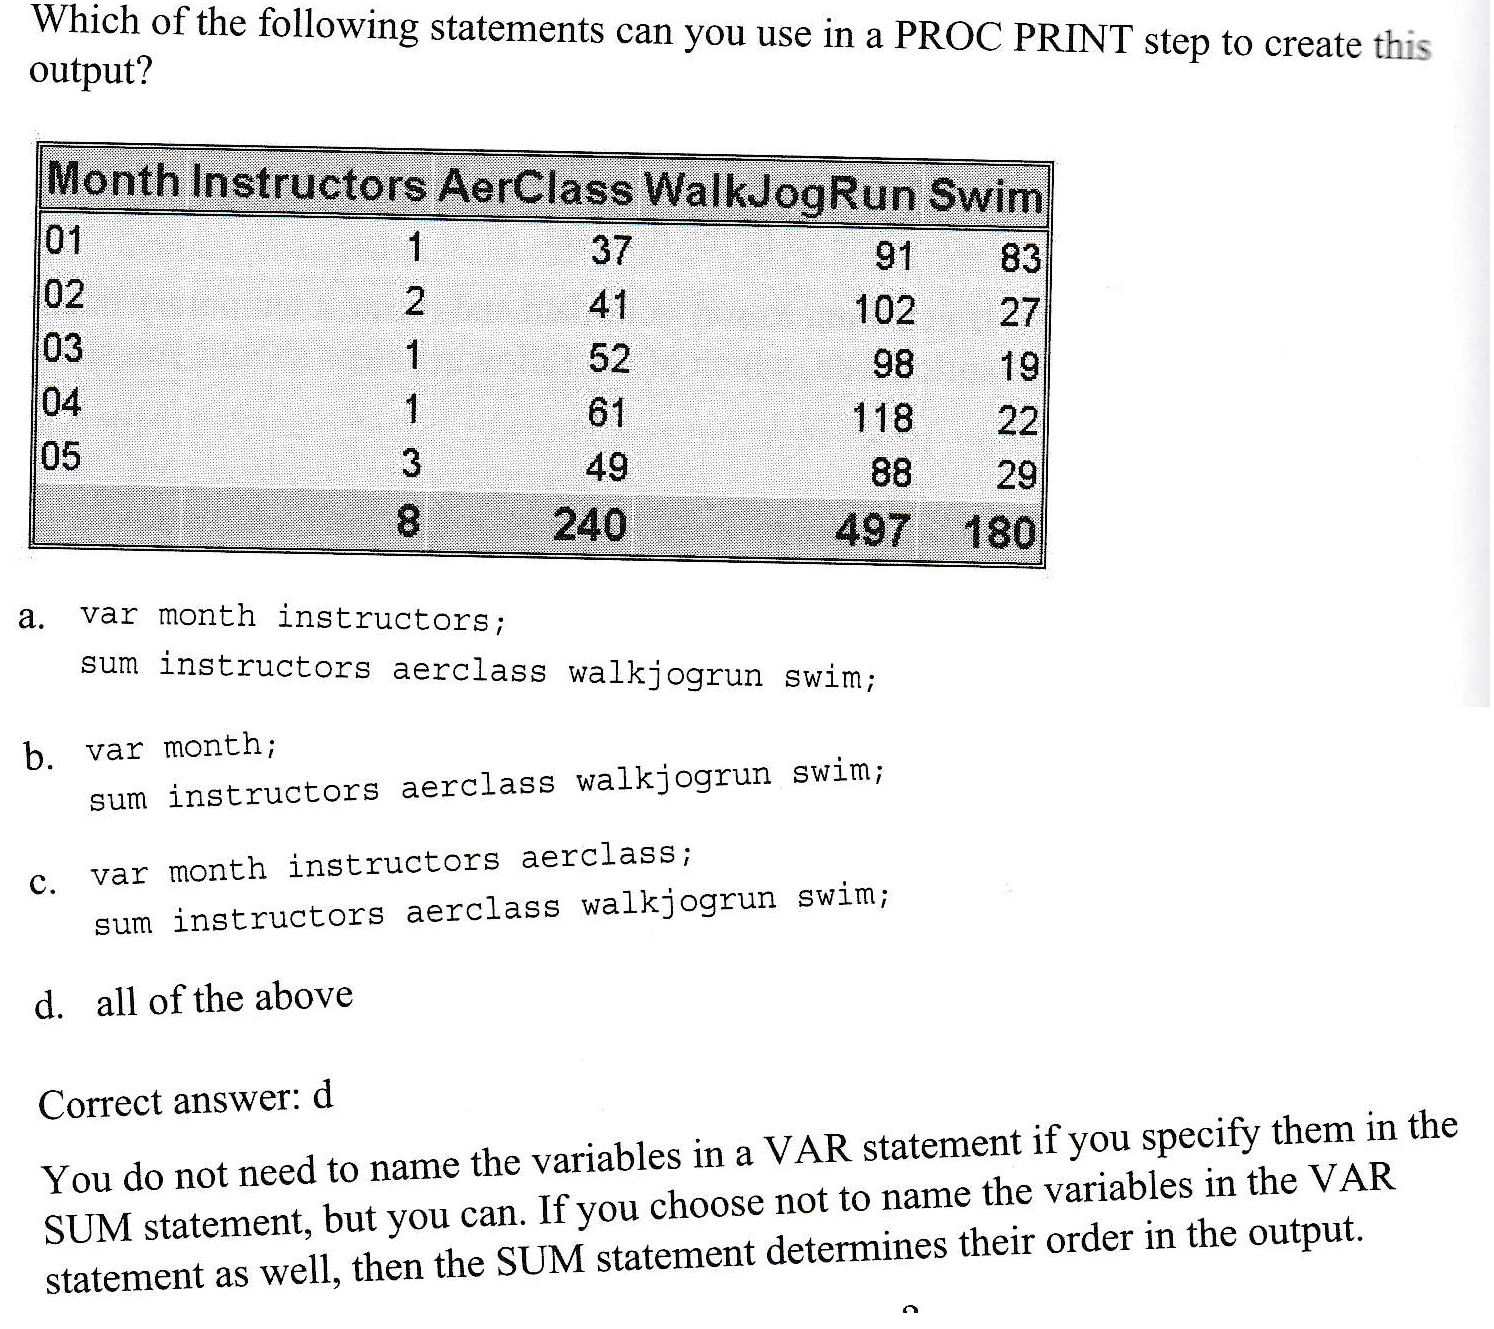 Which of the following statements can you use in a PROC PRINT step to create this
output?
Month Instructors AerClass WalkJogRun Swim
01 1 37 91 83
02 2 41 102 27
03 1 52 98 19
04 1 61 118 22
05 3 49 88 29
8 240 497 180
a. var month instructors;
sum instructors aerclass walkjogrun swim;
b. var month;
sum instructors aerclass walkjogrun swim;
c. var month instructors aerclass;
sum instructors aerclass walkjogrun swim;
d. all of the above
Correct answer: d
You do not need to name the variables in a VAR statement if you specify them in the
SUM statement, but you can. If you choose not to name the variables in the VAR
statement as well, then the SUM statement determines their order in the output.